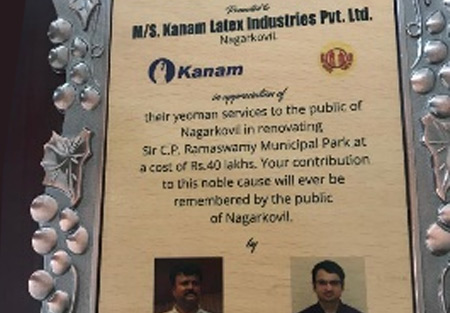 Presented to
M/S. Kanam Latex Industries Pvt. Ltd.
Nagarkovil.
Kanam
in appreciation of
their yeoman services to the public of
Nagarkovil in renovating
Sir C.P. Ramaswamy Municipal Park at
a cost of Rs.40 lakhs. Your contribution
to this noble cause will ever be
remembered by the public
of Nagarkovil.
by